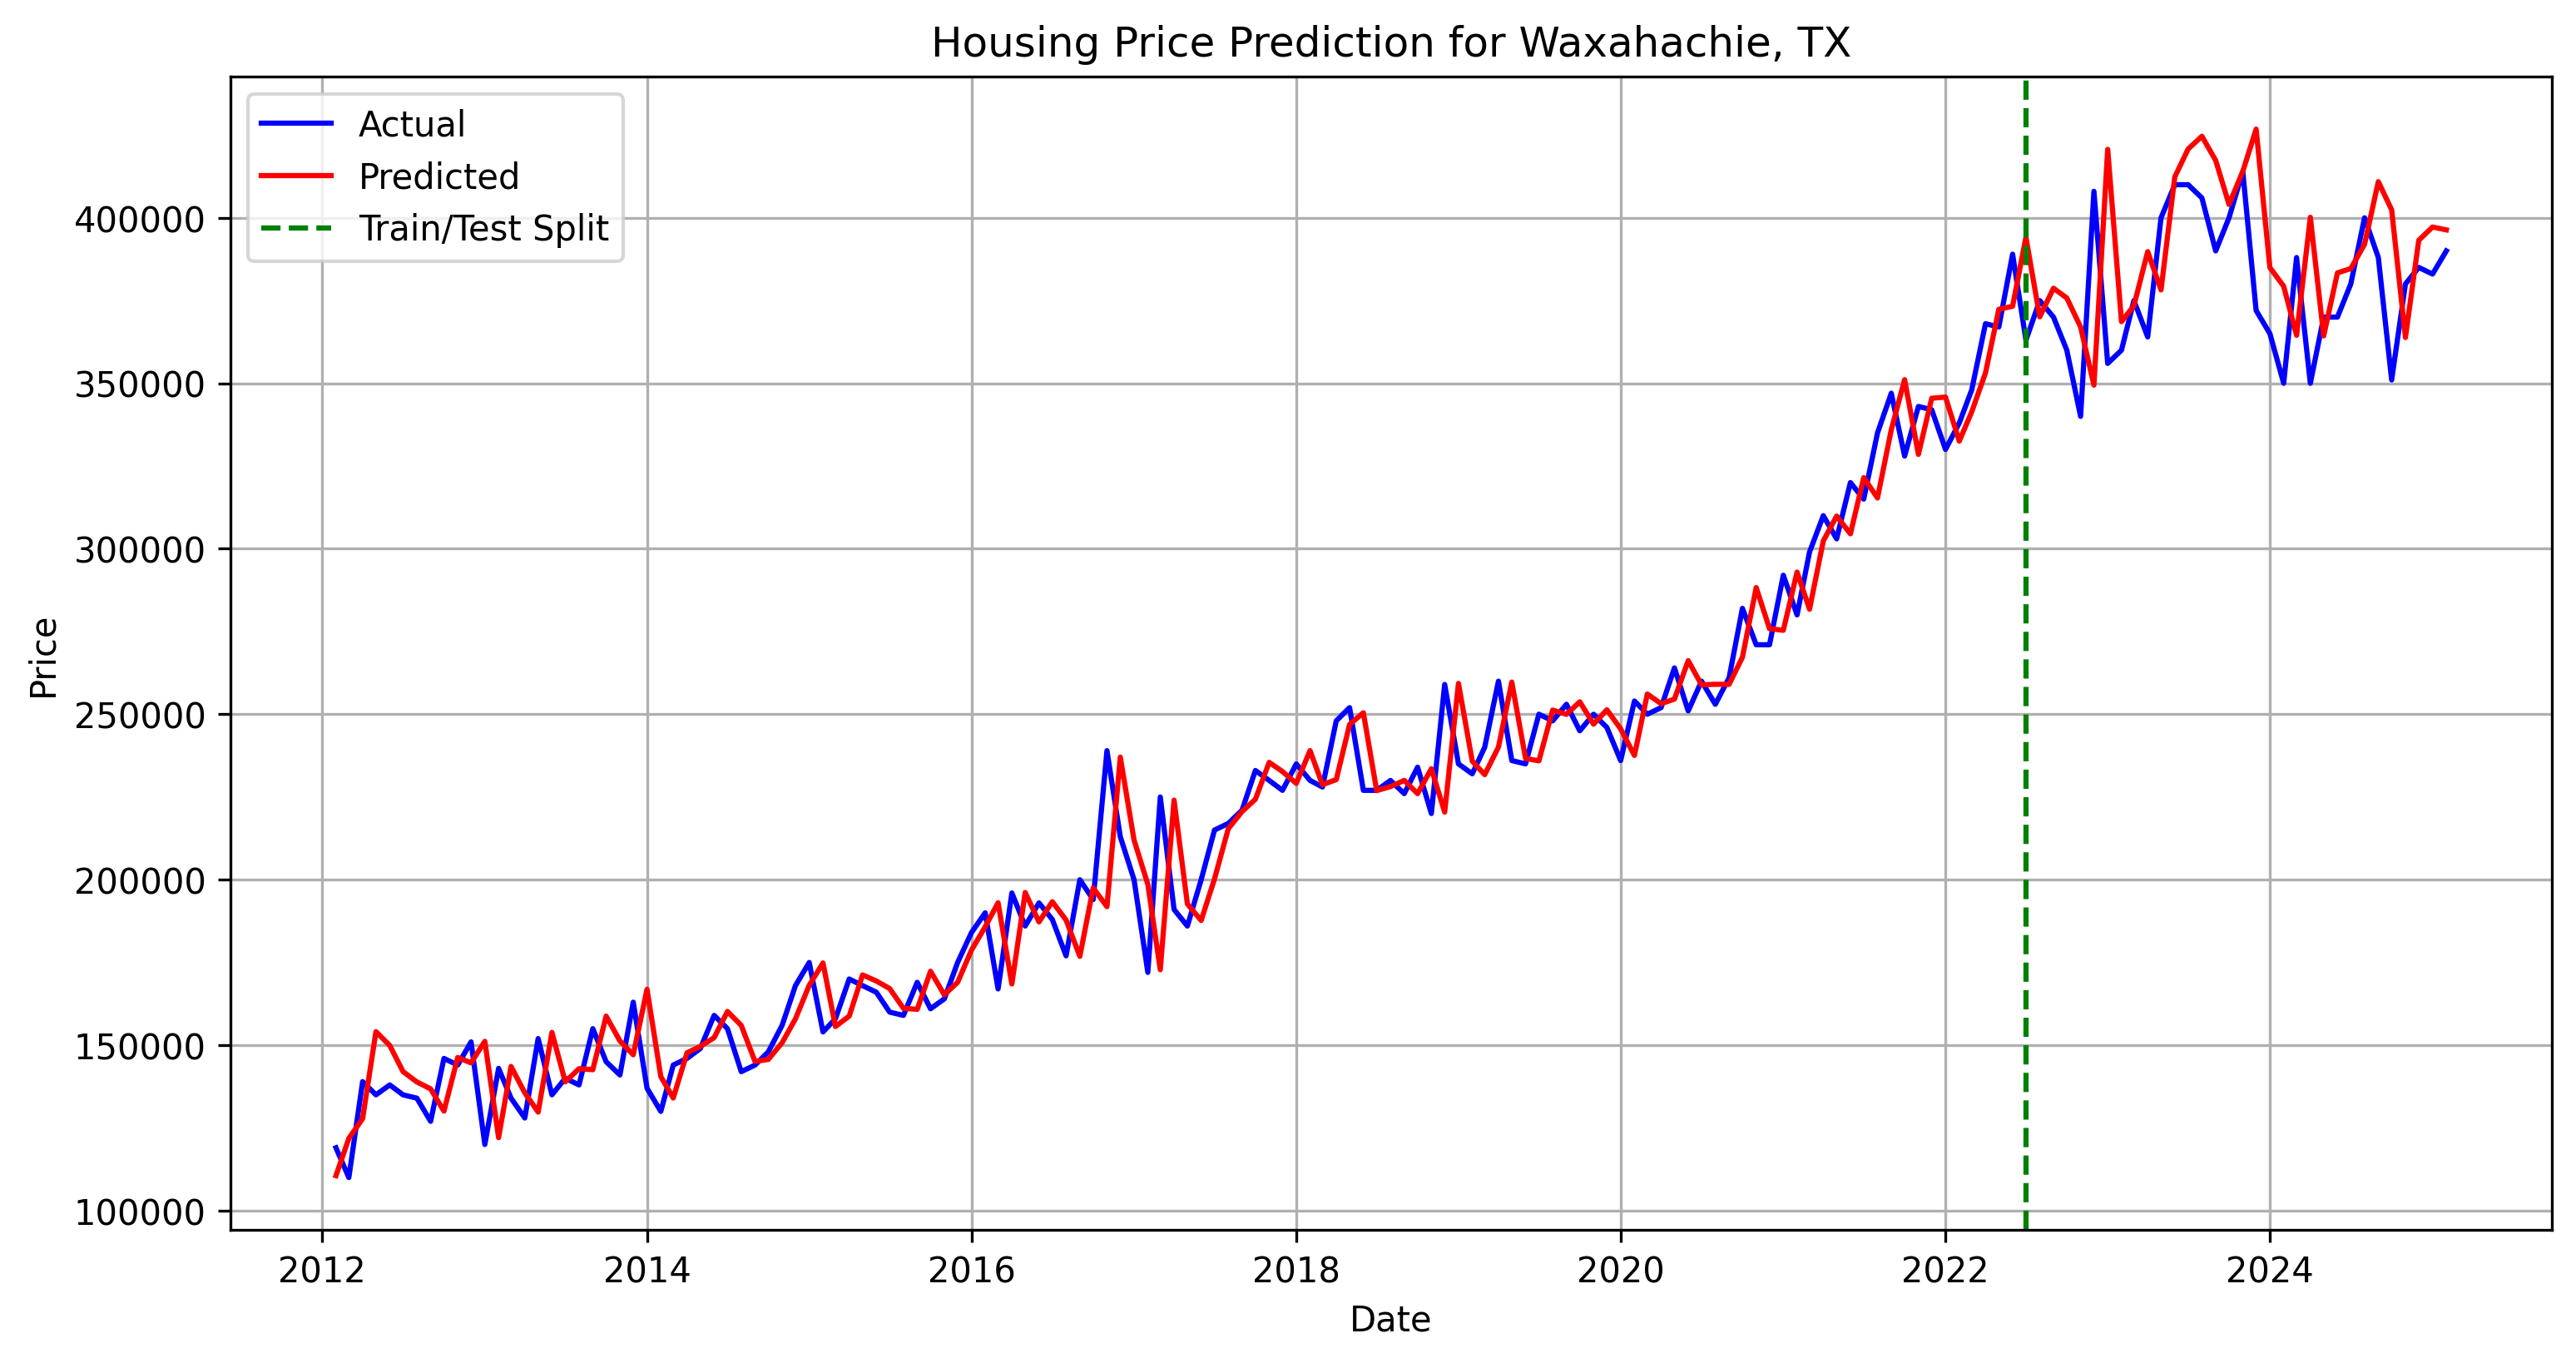 Housing Price Prediction for Waxahachie, TX
Actual
Predicted
Train/Test Split
400000
350000
300000
250000
200000
150000
100000
Price
2012 2014 2016 2018 2020 2022 2024
Date